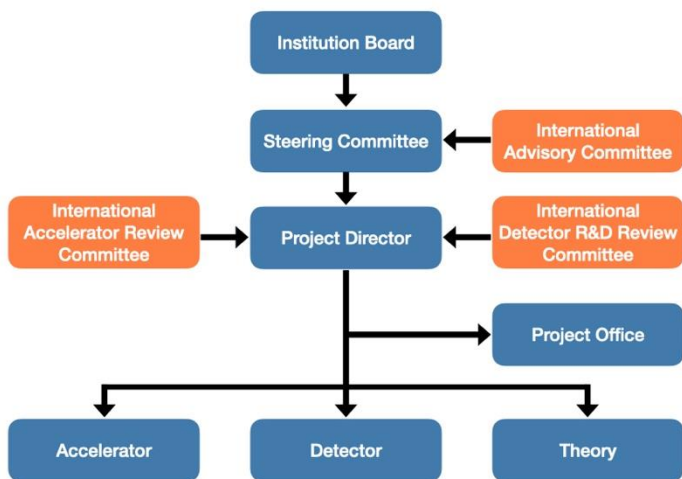 Institution Board
Steering Committee
International
Advisory Committee
International
Accelerator Review
Committee
Project Director
International
Detector R&D Review
Committee
Project Office
Accelerator
Detector
Theory